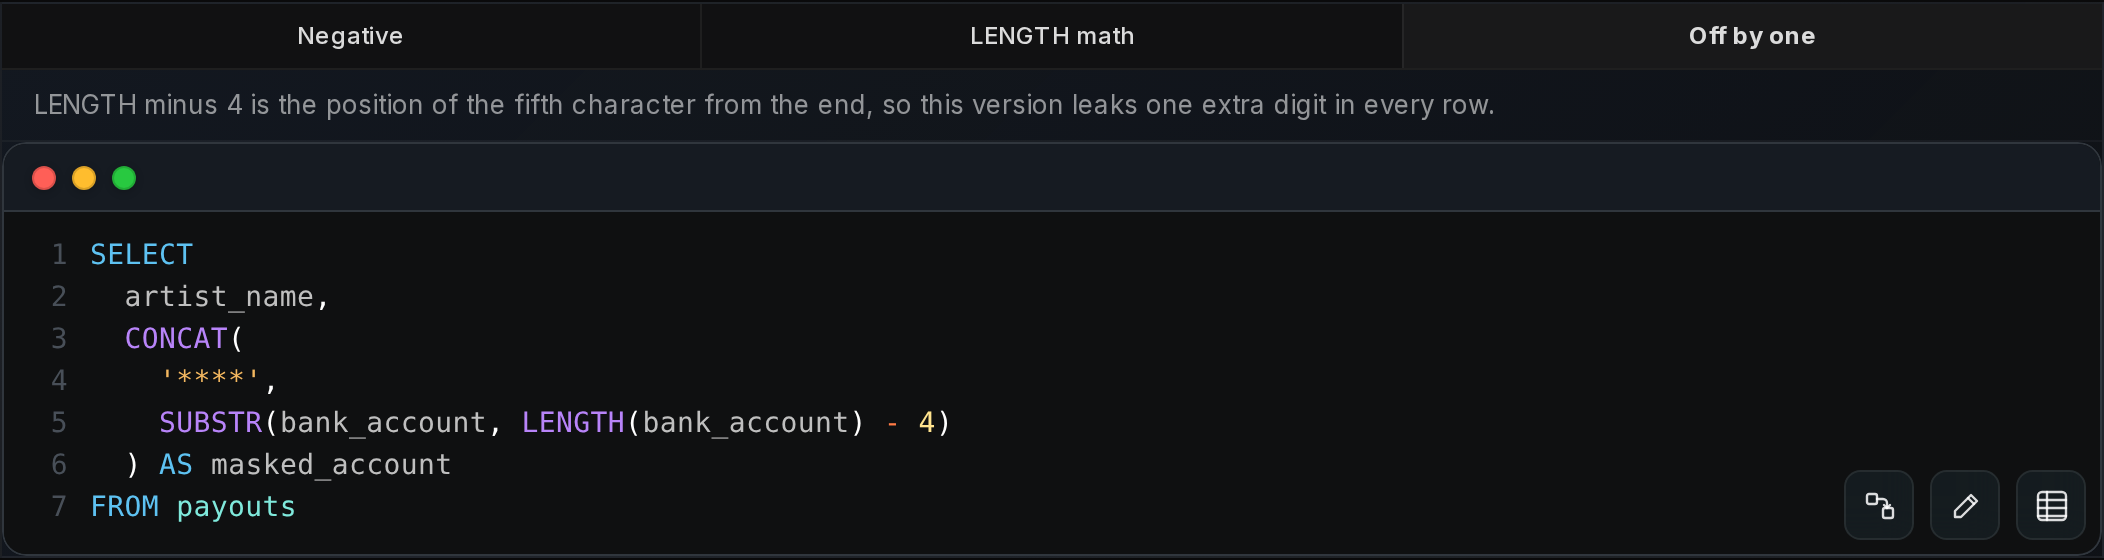 Negative
LENGTH math
Off by one
LENGTH minus 4 is the position of the fifth character from the end, so this version leaks one extra digit in every row.
1 SELECT
2   artist_name,
3   CONCAT(
4     '****',
5     SUBSTR(bank_account, LENGTH(bank_account) - 4)
6   ) AS masked_account
7 FROM payouts